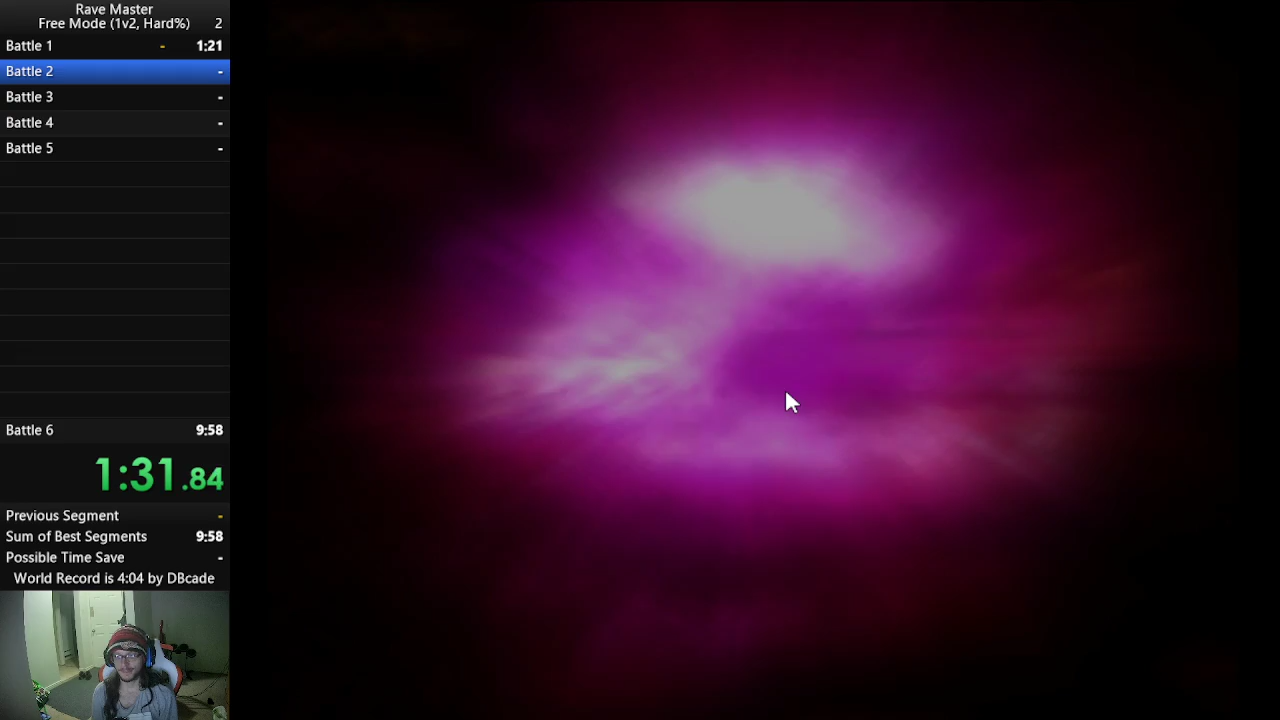 Rave Master
Free Mode (1v2, Hard%) 2
Battle 1 - 1:21
Battle 2 -
Battle 3 -
Battle 4 -
Battle 5 -
Battle 6 9:58
1:31.84
Previous Segment -
Sum of Best Segments 9:58
Possible Time Save -
World Record is 4:04 by DBcade